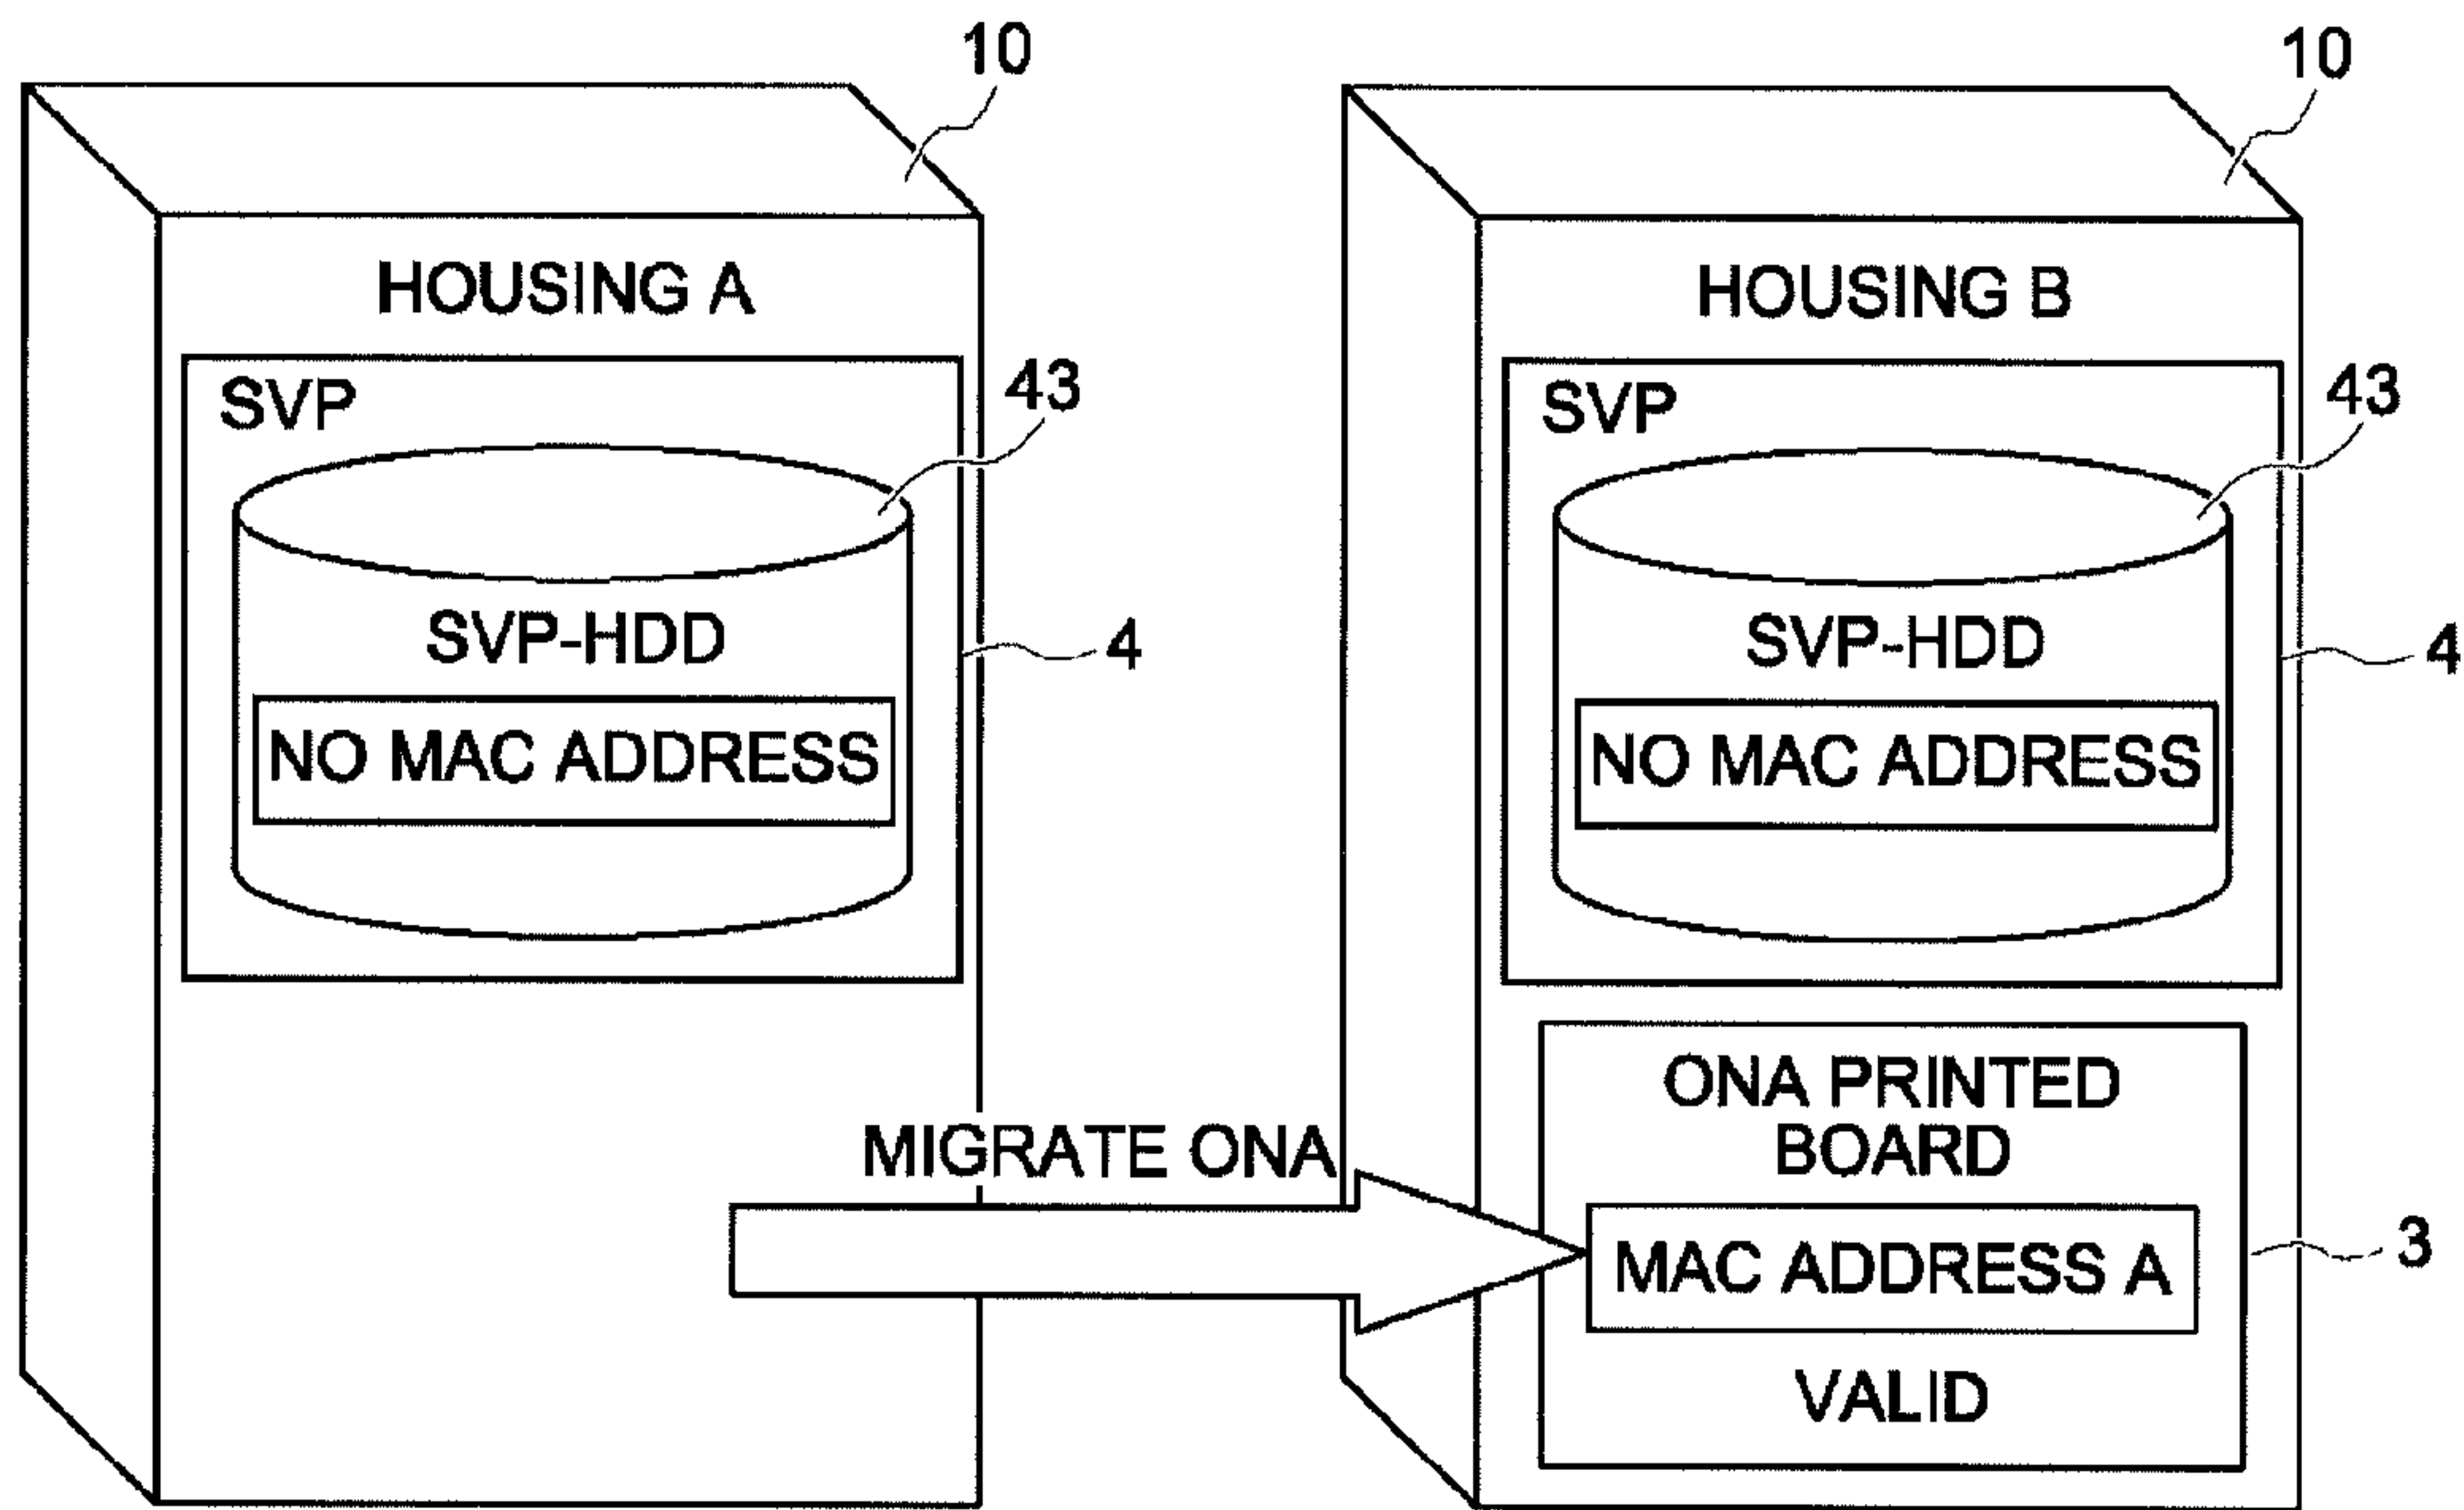 10
HOUSING A
SVP
43
SVP-HDD
4
NO MAC ADDRESS
MIGRATE ONA
10
HOUSING B
SVP
43
SVP-HDD
4
NO MAC ADDRESS
ONA PRINTED
BOARD
MAC ADDRESS A
3
VALID